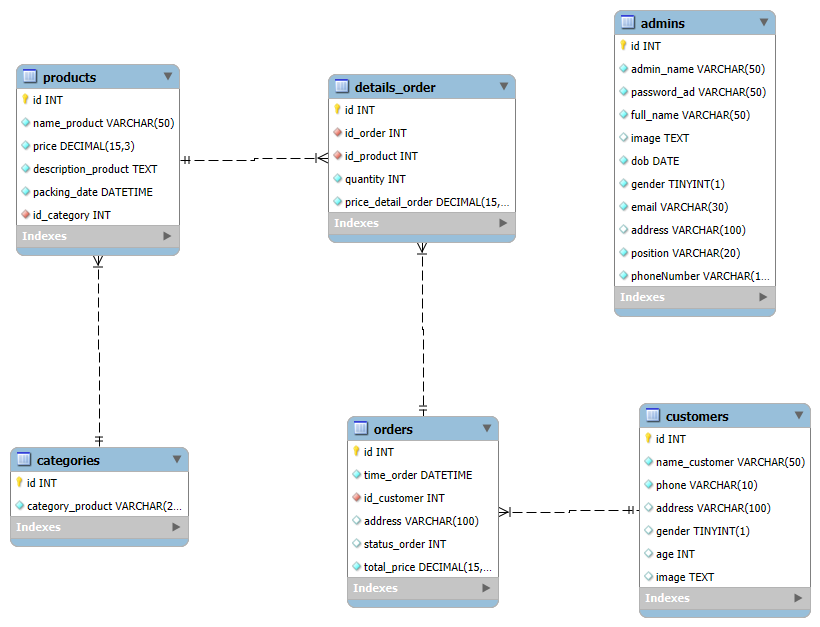 products
id INT
name_product VARCHAR(50)
price DECIMAL(15,3)
description_product TEXT
packing_date DATETIME
id_category INT
Indexes
details_order
id INT
id_order INT
id_product INT
quantity INT
price_detail_order DECIMAL(15,...
Indexes
admins
id INT
admin_name VARCHAR(50)
password_ad VARCHAR(50)
full_name VARCHAR(50)
image TEXT
dob DATE
gender TINYINT(1)
email VARCHAR(30)
address VARCHAR(100)
position VARCHAR(20)
phoneNumber VARCHAR(1...
Indexes
categories
id INT
category_product VARCHAR(2...
Indexes
orders
id INT
time_order DATETIME
id_customer INT
address VARCHAR(100)
status_order INT
total_price DECIMAL(15,...
Indexes
customers
id INT
name_customer VARCHAR(50)
phone VARCHAR(10)
address VARCHAR(100)
gender TINYINT(1)
age INT
image TEXT
Indexes